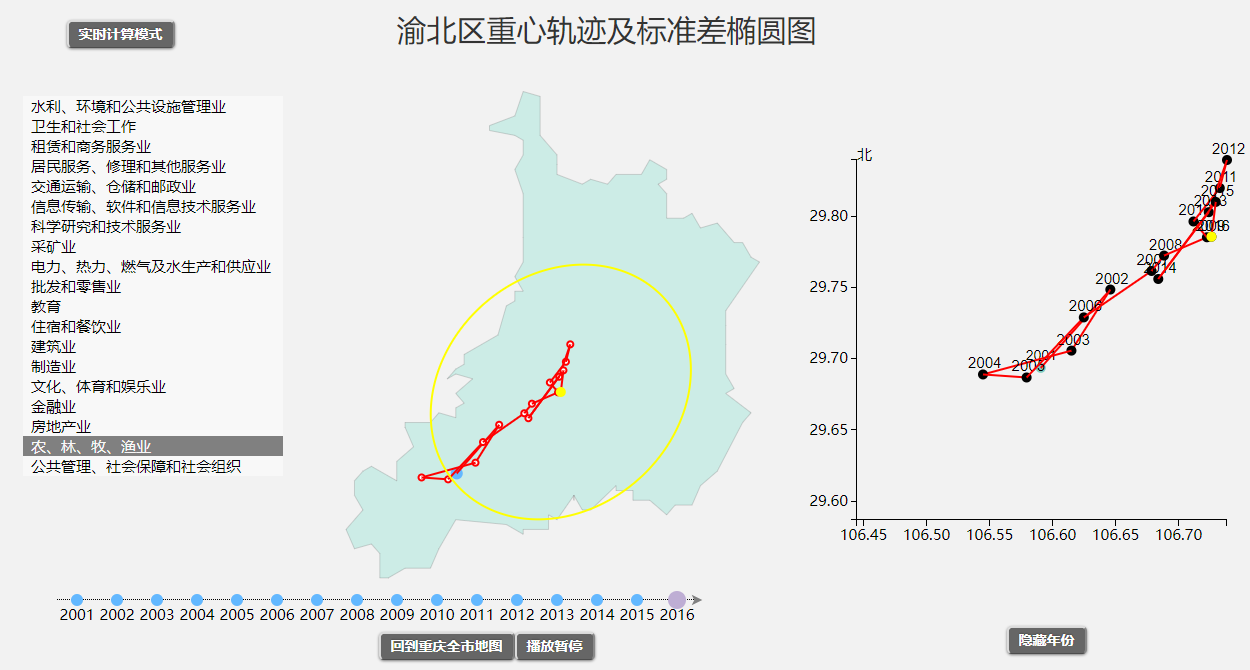 实时计算模式
渝北区重心轨迹及标准差椭圆图
水利、环境和公共设施管理业
卫生和社会工作
租赁和商务服务业
居民服务、修理和其他服务业
交通运输、仓储和邮政业
信息传输、软件和信息技术服务业
科学研究和技术服务业
采矿业
电力、热力、燃气及水生产和供应业
批发和零售业
教育
住宿和餐饮业
建筑业
制造业
文化、体育和娱乐业
金融业
房地产业
农、林、牧、渔业
公共管理、社会保障和社会组织
北
2012
2011
2015
29.80
2008
2002
29.75
2006
2003
29.70
2004
2005
29.65
29.60
106.45 106.50 106.55 106.60 106.65 106.70
2001 2002 2003 2004 2005 2006 2007 2008 2009 2010 2011 2012 2013 2014 2015 2016
回到重庆全市地图 播放暂停
隐藏年份